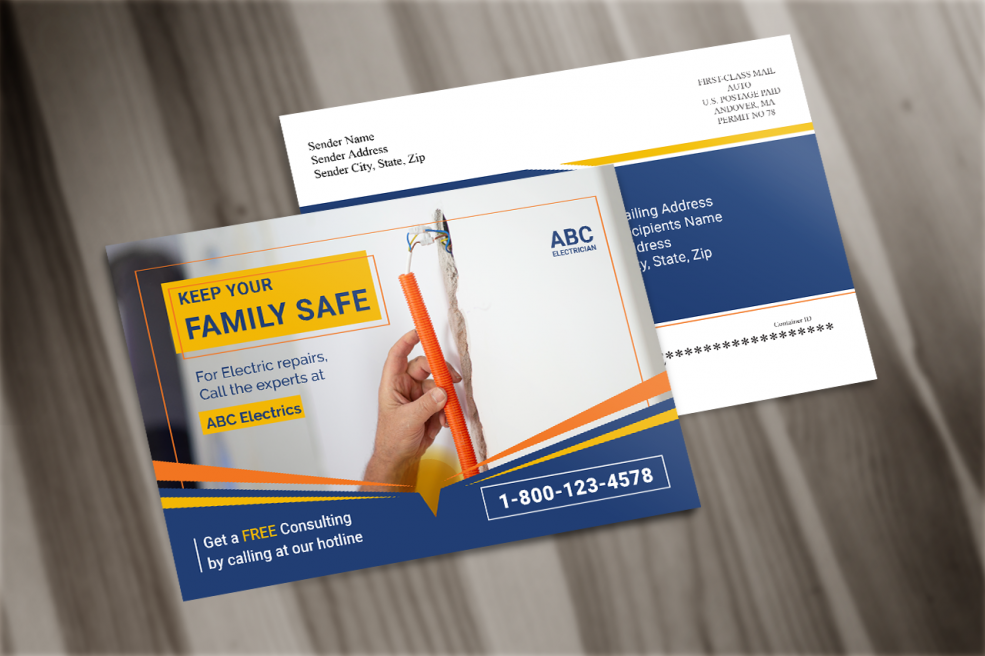 Sender Name
Sender Address
Sender City, State, Zip
FIRST-CLASS MAIL
AUTO
U.S. POSTAGE PAID
ANDOVER, MA
PERMIT NO 78
ailing Address
cipients Name
dress
y, State, Zip
Container ID
*******************
KEEP YOUR
FAMILY SAFE
For Electric repairs,
Call the experts at
ABC Electrics
ABC
ELECTRICIAN
Get a FREE Consulting
by calling at our hotline
1-800-123-4578